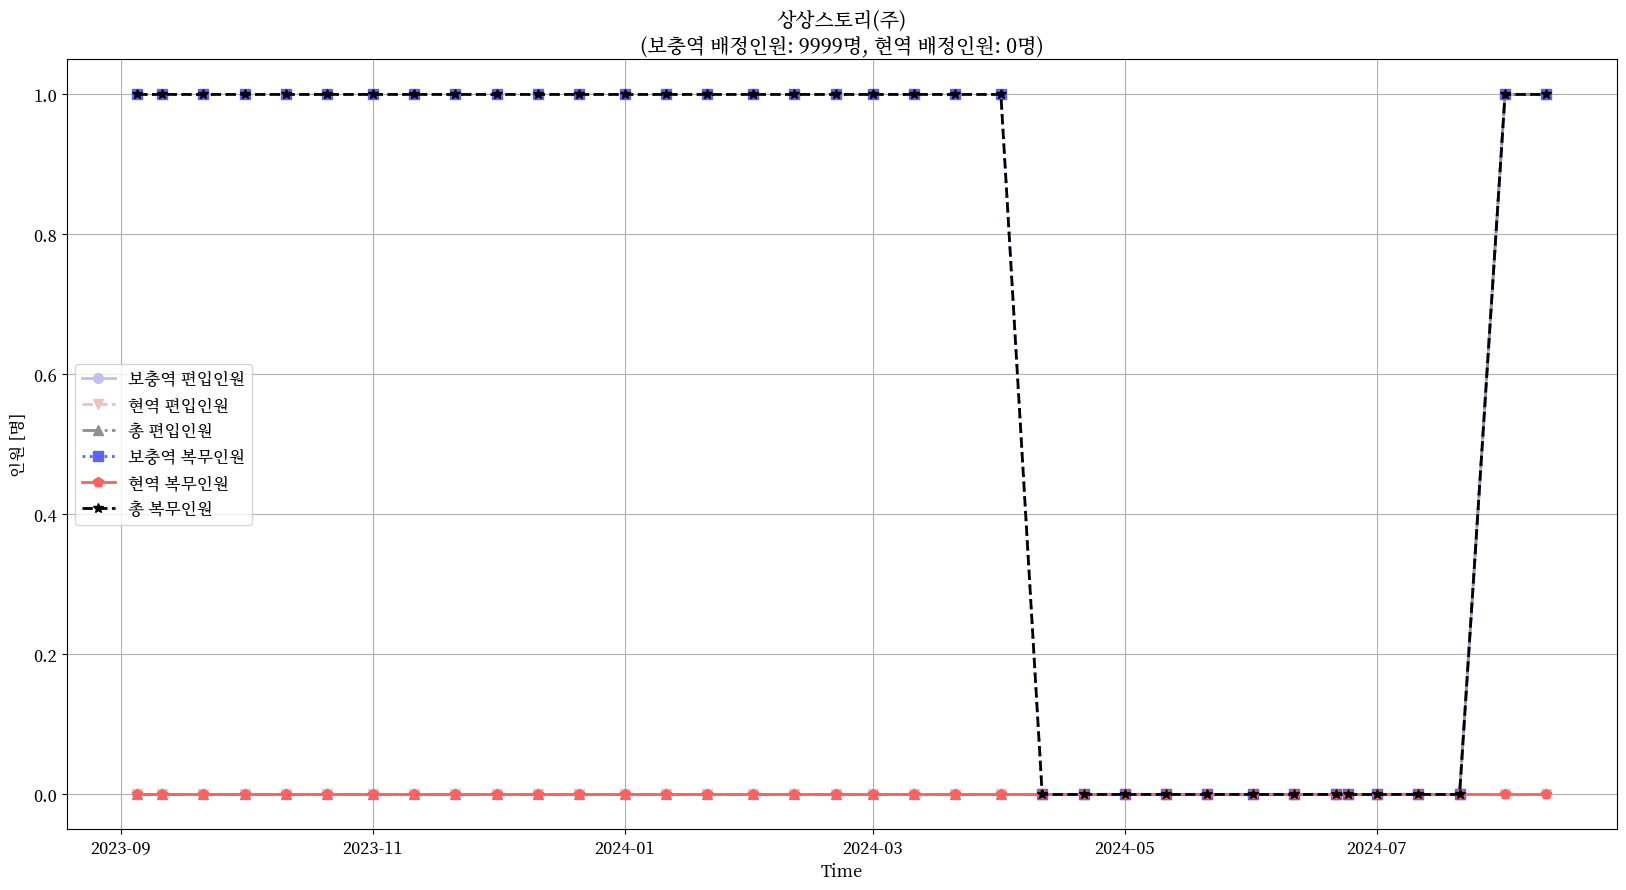 상상스토리(주)
(보충역 배정인원: 9999명, 현역 배정인원: 0명)
인원 [명]
1.0
0.8
0.6
0.4
0.2
0.0
보충역 편입인원
현역 편입인원
총 편입인원
보충역 복무인원
현역 복무인원
총 복무인원
2023-09
2023-11
2024-01
2024-03
2024-05
2024-07
Time